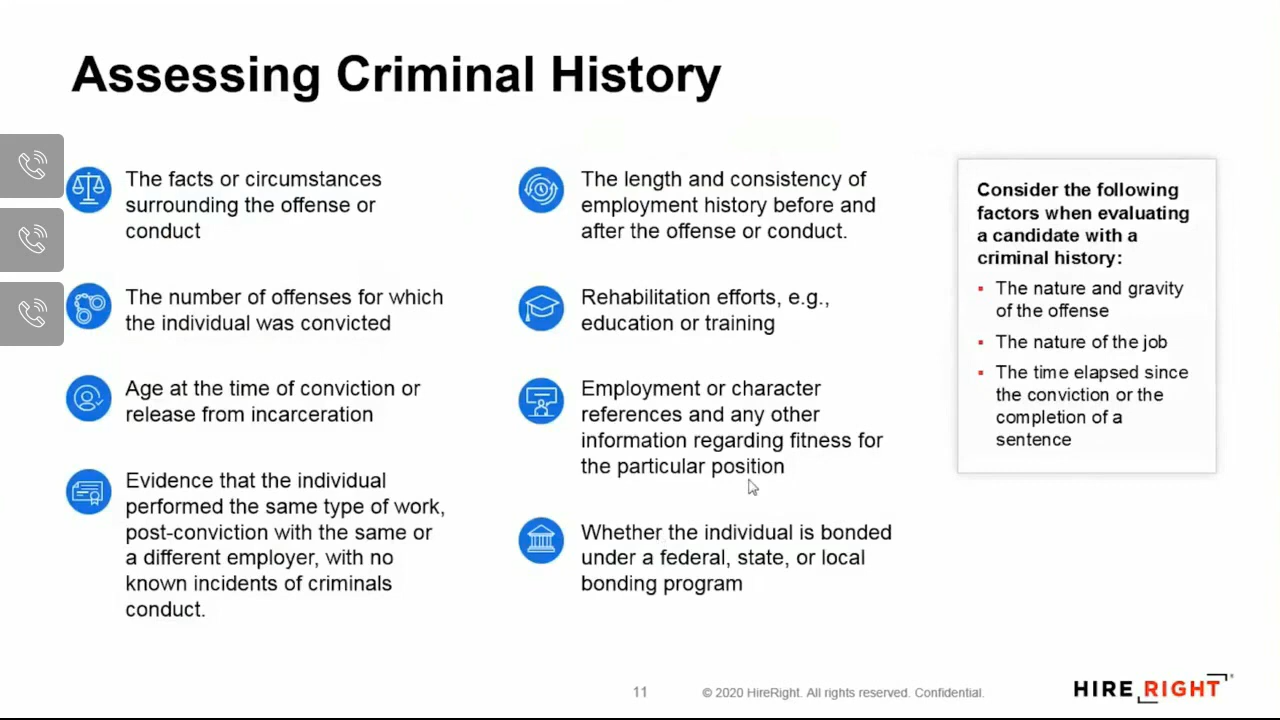 Assessing Criminal History
The facts or circumstances
surrounding the offense or
conduct
The number of offenses for which
the individual was convicted
Age at the time of conviction or
release from incarceration
Evidence that the individual
performed the same type of work,
post-conviction with the same or
a different employer, with no
known incidents of criminals
conduct.
The length and consistency of
employment history before and
after the offense or conduct.
Rehabilitation efforts, e.g.,
education or training
Employment or character
references and any other
information regarding fitness for
the particular position
Whether the individual is bonded
under a federal, state, or local
bonding program
Consider the following
factors when evaluating
a candidate with a
criminal history:
▪ The nature and gravity
of the offense
▪ The nature of the job
▪ The time elapsed since
the conviction or the
completion of a
sentence
11
© 2020 HireRight. All rights reserved. Confidential.
HIRE RIGHT